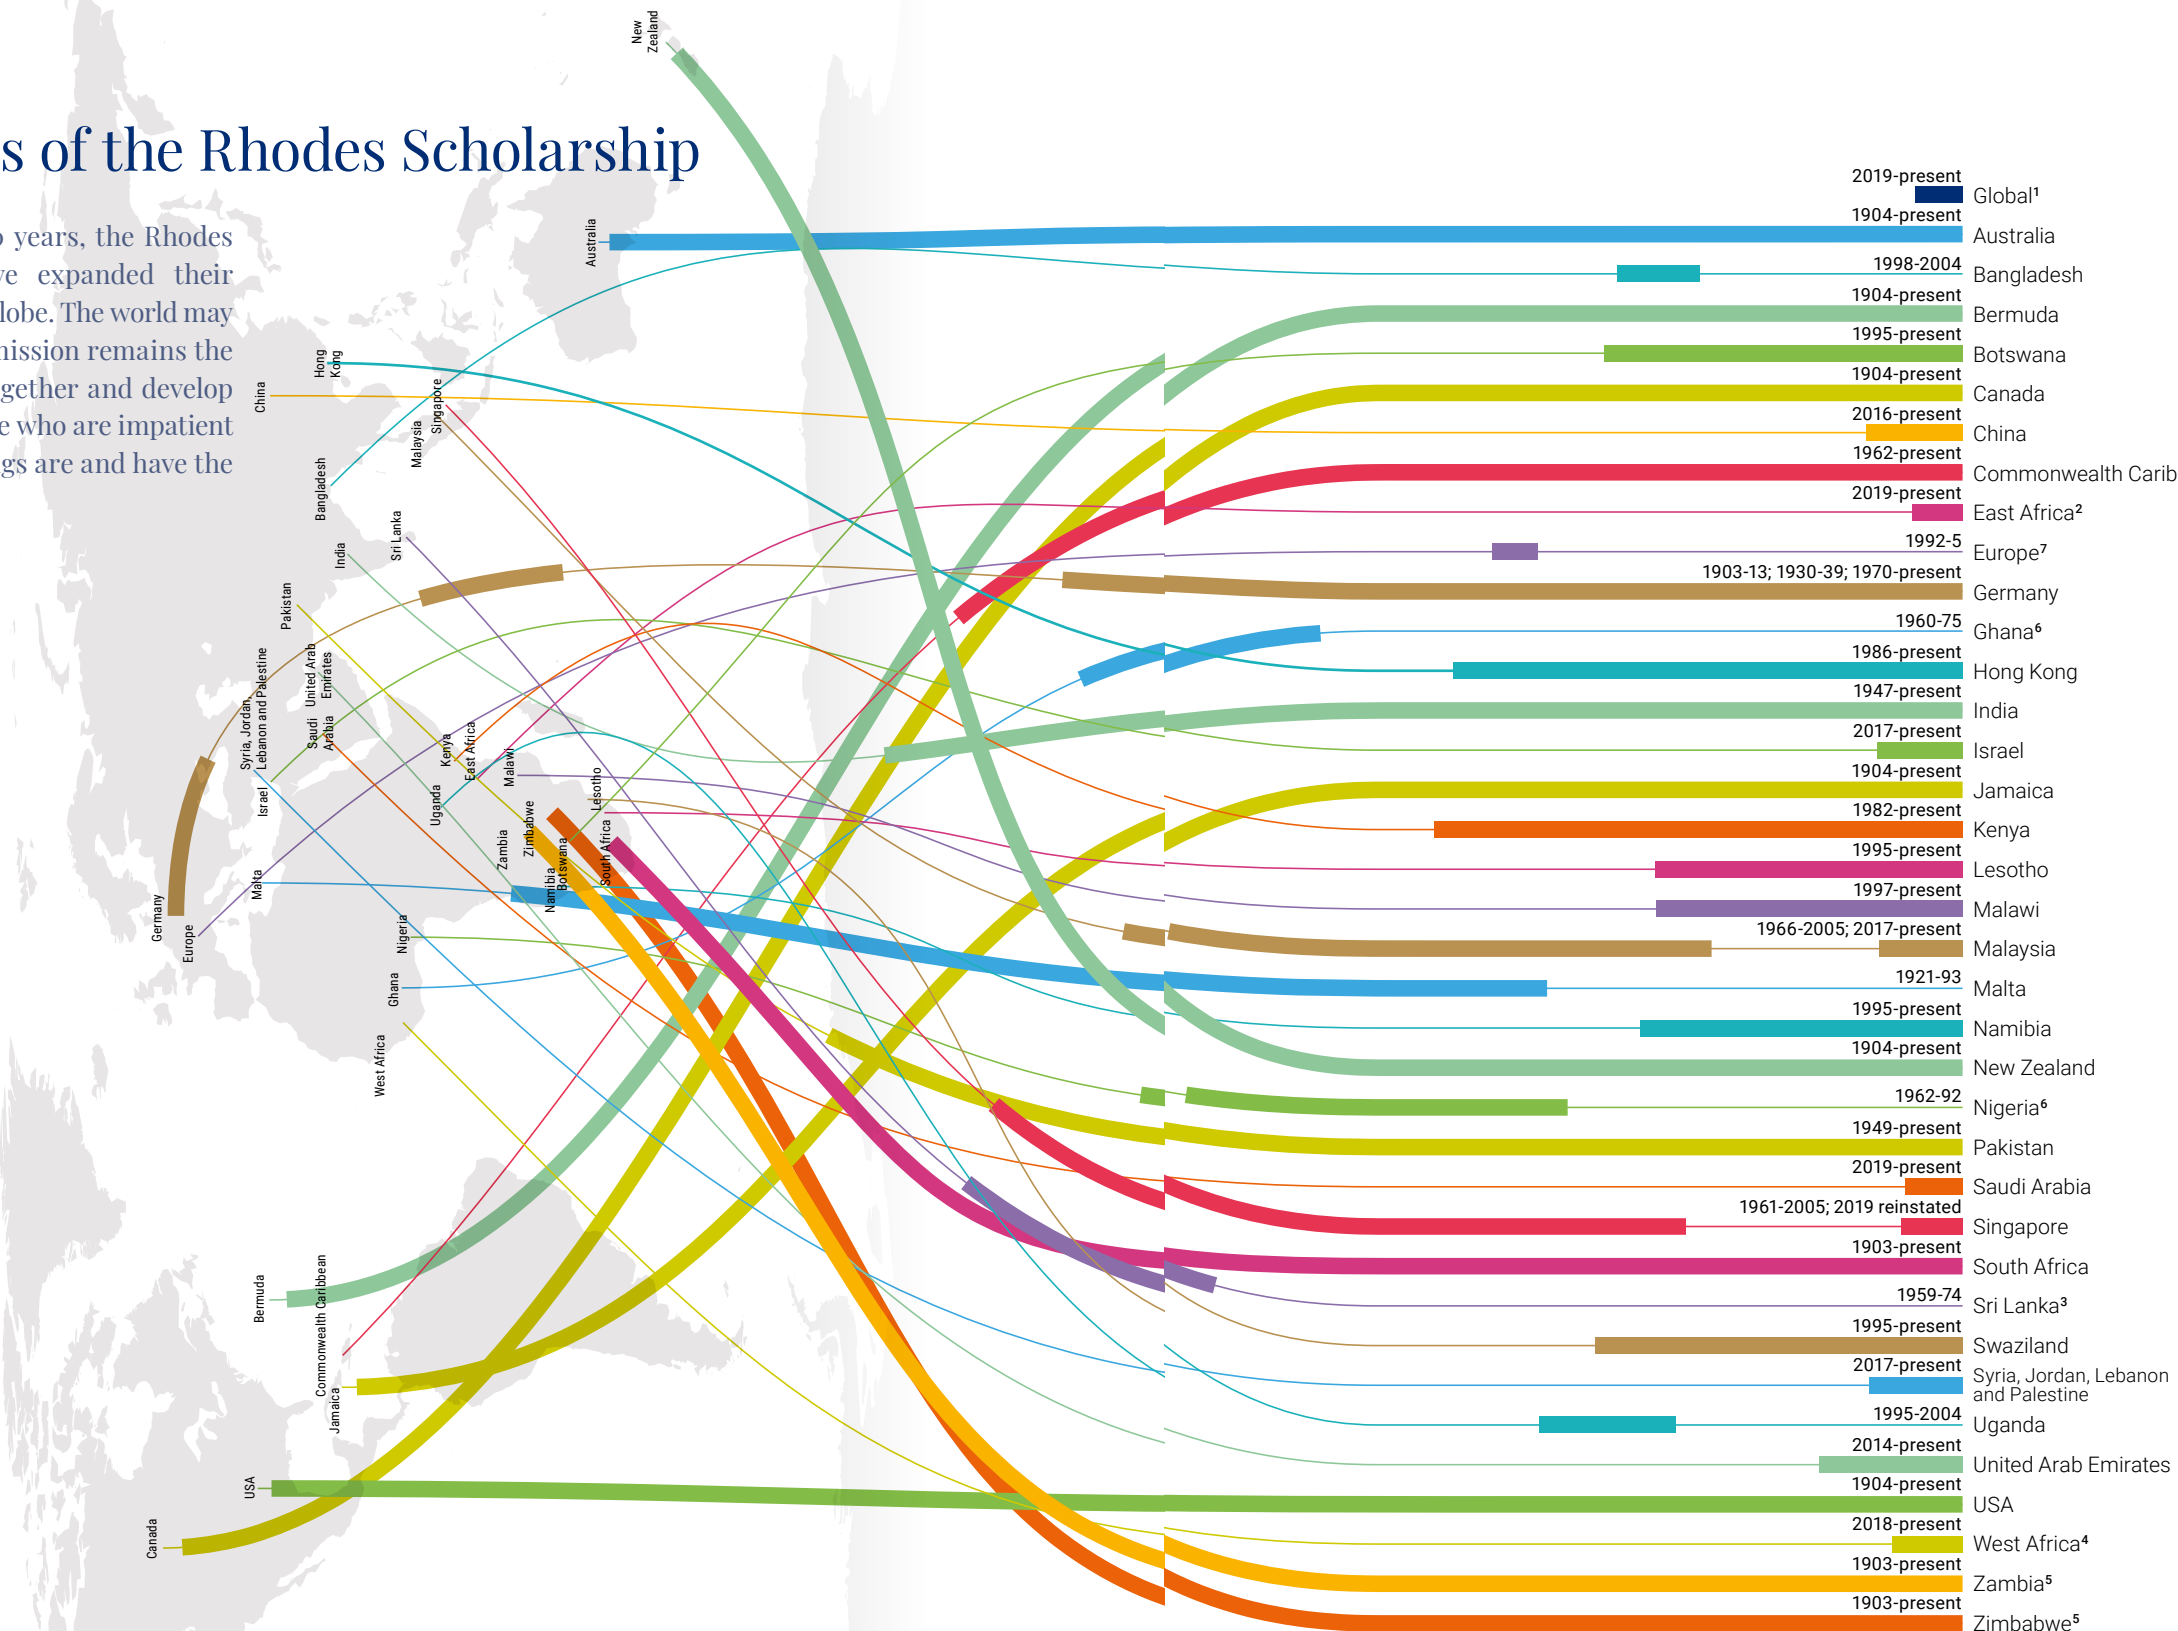 s of the Rhodes Scholarship
years, the Rhodes
ve expanded their
lobe. The world may
mission remains the
gether and develop
e who are impatient
gs are and have the
New
Zealand
Australia
Hong
Kong
China
Singapore
Malaysia
Bangladesh
Sri Lanka
India
Pakistan
United Arab
Emirates
Syria, Jordan,
Lebanon and Palestine
Saudi
Arabia
Israel
Kenya
East Africa
Malawi
Lesotho
Uganda
Zimbabwe
Zambia
South Africa
Botswana
Namibia
Malta
Germany
Europe
Nigeria
Ghana
West Africa
Bermuda
Commonwealth Caribbean
Jamaica
USA
Canada
2019-present
Global¹
1904-present
Australia
1998-2004
Bangladesh
1904-present
Bermuda
1995-present
Botswana
1904-present
Canada
2016-present
China
1962-present
Commonwealth Carib
2019-present
East Africa²
1992-5
Europe⁷
1903-13; 1930-39; 1970-present
Germany
1960-75
Ghana⁶
1986-present
Hong Kong
1947-present
India
2017-present
Israel
1904-present
Jamaica
1982-present
Kenya
1995-present
Lesotho
1997-present
Malawi
1966-2005; 2017-present
Malaysia
1921-93
Malta
1995-present
Namibia
1904-present
New Zealand
1962-92
Nigeria⁶
1949-present
Pakistan
2019-present
Saudi Arabia
1961-2005; 2019 reinstated
Singapore
1903-present
South Africa
1959-74
Sri Lanka³
1995-present
Swaziland
2017-present
Syria, Jordan, Lebanon
and Palestine
1995-2004
Uganda
2014-present
United Arab Emirates
1904-present
USA
2018-present
West Africa⁴
1903-present
Zambia⁵
1903-present
Zimbabwe⁵